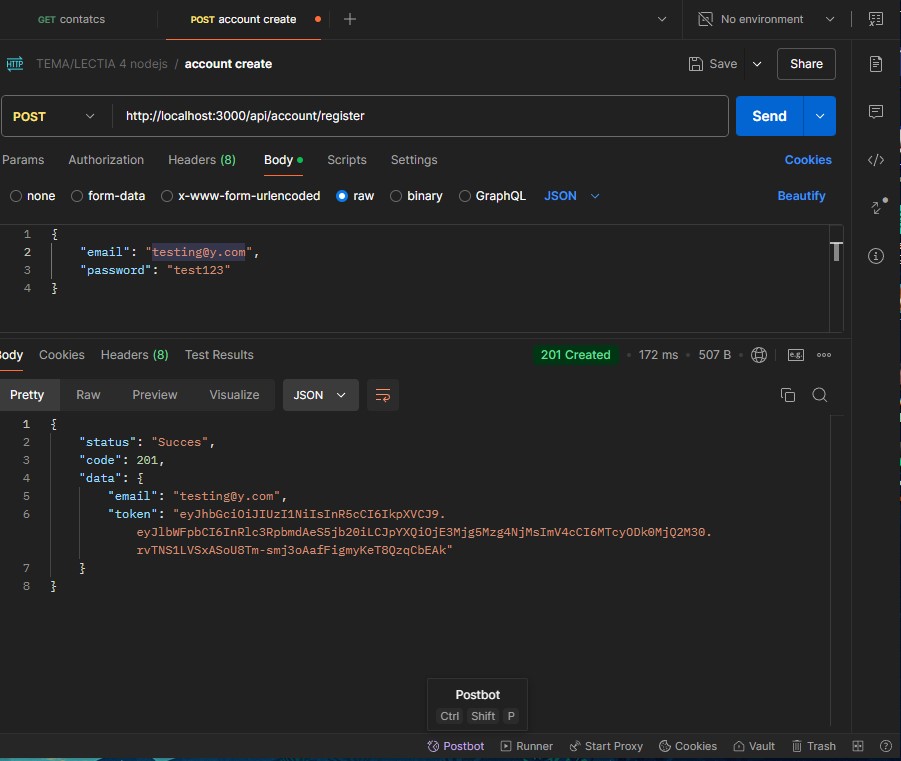 GET contatcs
POST account create
No environment
HTTP TEMA/LECTIA 4 nodejs / account create
Save
Share
POST
http://localhost:3000/api/account/register
Send
Params Authorization Headers (8) Body Scripts Settings Cookies
none form-data x-www-form-urlencoded raw binary GraphQL JSON Beautify
1 {
2 "email": "testing@y.com",
3 "password": "test123"
4 }
Body Cookies Headers (8) Test Results 201 Created • 172 ms • 507 B e.g.
Pretty Raw Preview Visualize JSON
1 {
2 "status": "Succes",
3 "code": 201,
4 "data": {
5 "email": "testing@y.com",
6 "token": "eyJhbGciOiJIUzI1NiIsInR5cCI6IkpXVCJ9.
eyJlbWFpbCI6InRlc3RpbmdAeS5jb20iLCJpYXQiOjE3Mjg5Mzg4NjMsImV4cCI6MTcyODk0MjQ2M30.
rvTNS1LVSxASoU8Tm-smj3oAafFigmyKeT8QzqCbEAk"
7 }
8 }
Postbot
Ctrl Shift P
Postbot Runner Start Proxy Cookies Vault Trash